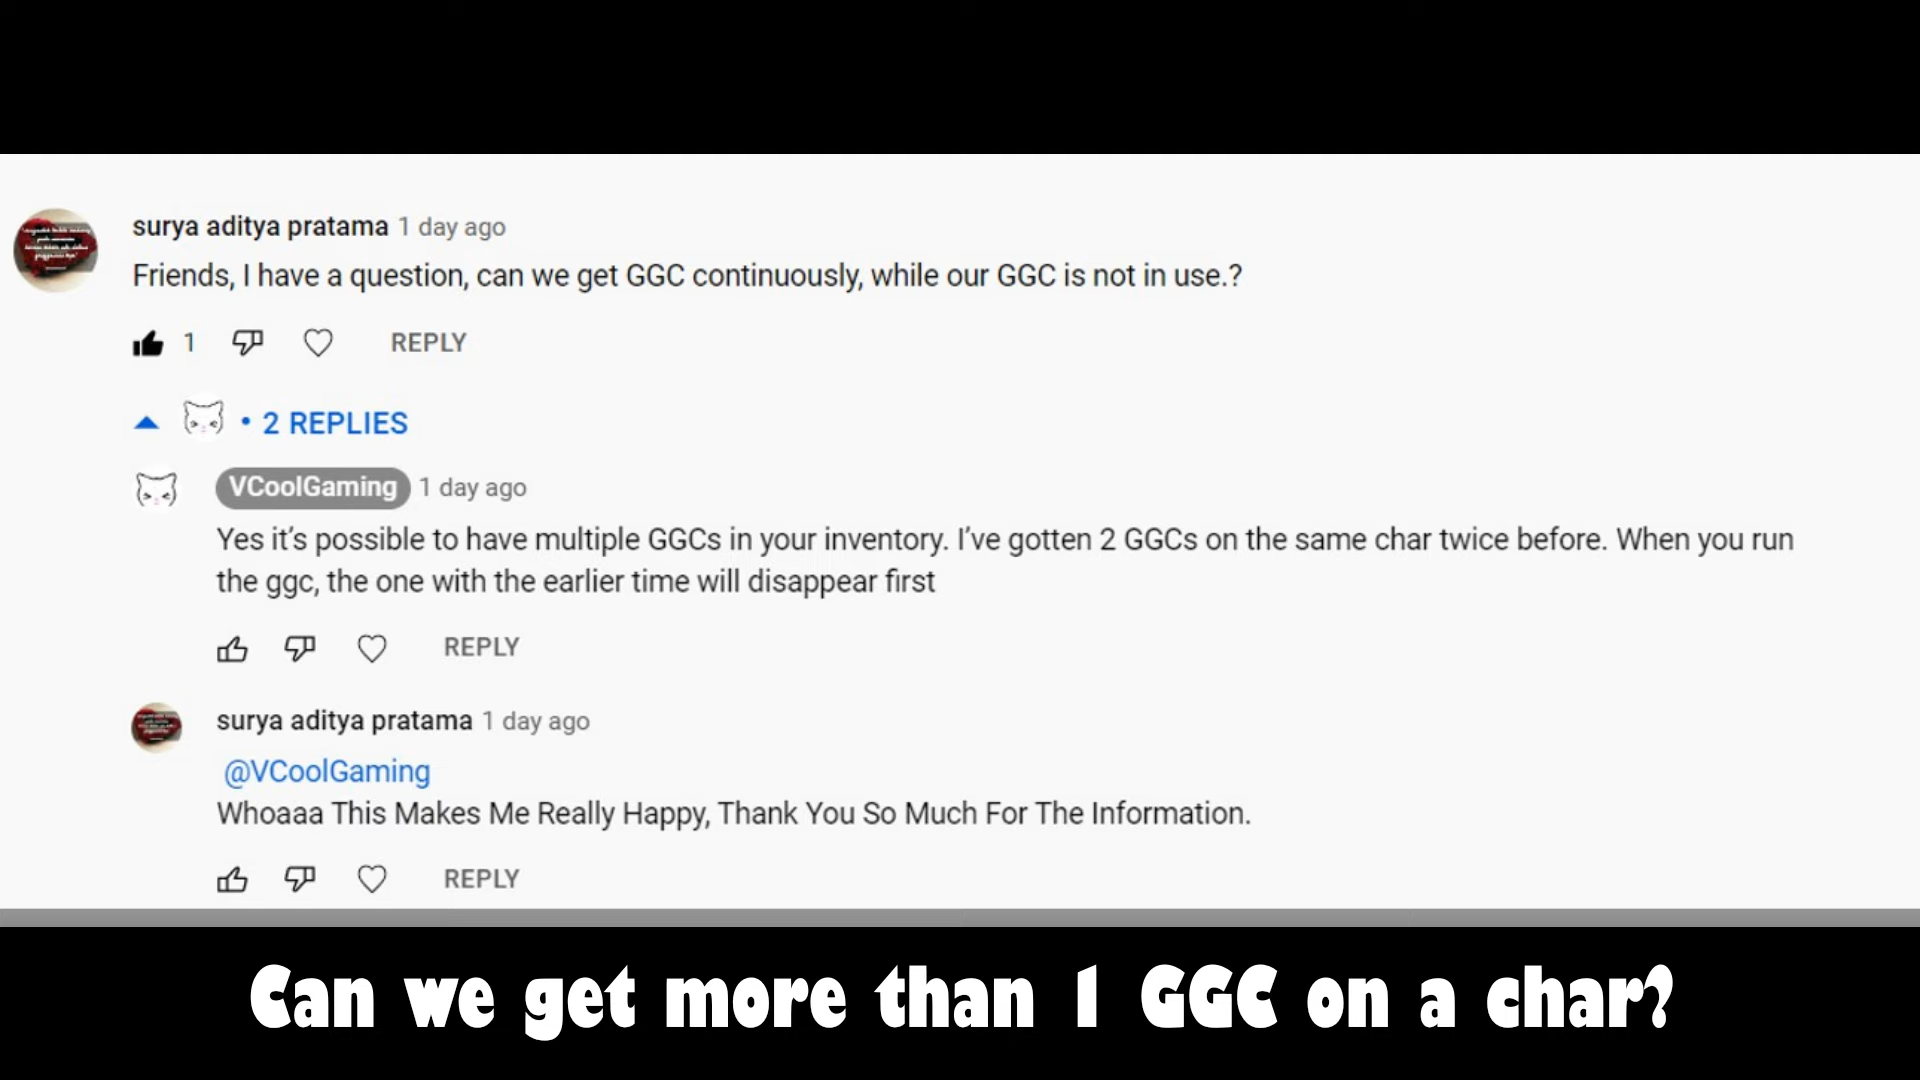 surya aditya pratama 1 day ago
Friends, I have a question, can we get GGC continuously, while our GGC is not in use.?
1 REPLY
• 2 REPLIES
VCoolGaming 1 day ago
Yes it's possible to have multiple GGCs in your inventory. I've gotten 2 GGCs on the same char twice before. When you run
the ggc, the one with the earlier time will disappear first
REPLY
surya aditya pratama 1 day ago
@VCoolGaming
Whoaaa This Makes Me Really Happy, Thank You So Much For The Information.
REPLY
Can we get more than 1 GGC on a char?